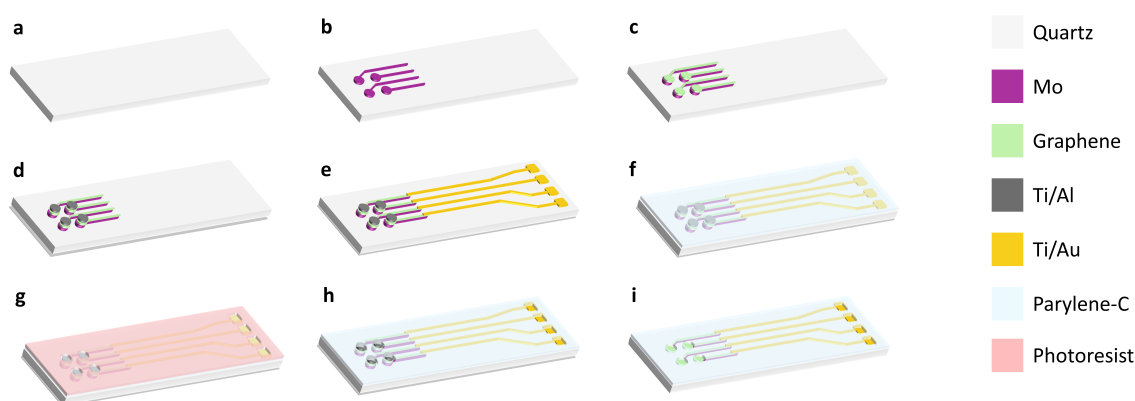 a
b
c
d
e
f
g
h
i
Quartz
Mo
Graphene
Ti/Al
Ti/Au
Parylene-C
Photoresist